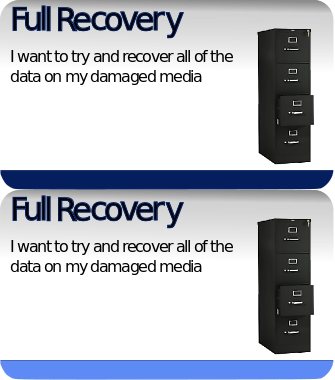 Full Recovery
I want to try and recover all of the
data on my damaged media
Full Recovery
I want to try and recover all of the
data on my damaged media